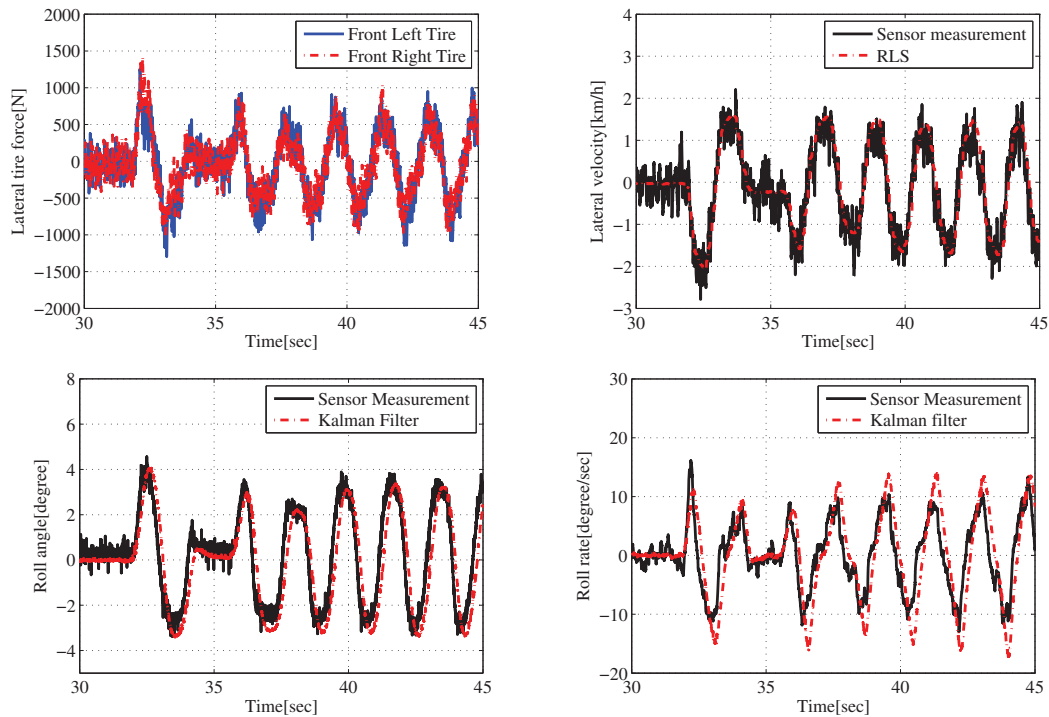 2000
1500
1000
500
0
−500
−1000
−1500
−2000
30
35
40
45
Lateral tire force[N]
Time[sec]
Front Left Tire
Front Right Tire
4
3
2
1
0
−1
−2
−3
30
35
40
45
Lateral velocity[km/h]
Time[sec]
Sensor measurement
RLS
8
6
4
2
0
−2
−4
30
35
40
45
Roll angle[degree]
Time[sec]
Sensor Measurement
Kalman Filter
30
20
10
0
−10
−20
30
35
40
45
Roll rate[degree/sec]
Time[sec]
Sensor Measurement
Kalman filter